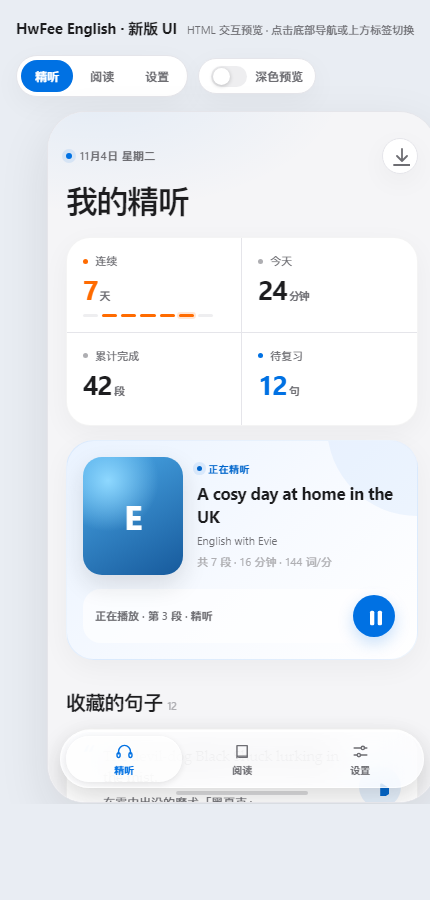 HwFee English · 新版 UI HTML 交互预览 · 点击底部导航或上方标签切换
精听 阅读 设置 深色预览
11月4日 星期二
我的精听
连续
7天
今天
24分钟
累计完成
42段
待复习
12句
正在精听
E
A cosy day at home in the UK
English with Evie
共 7 段 · 16 分钟 · 144 词/分
正在播放 · 第 3 段 · 精听
收藏的句子 12
精听 阅读 设置